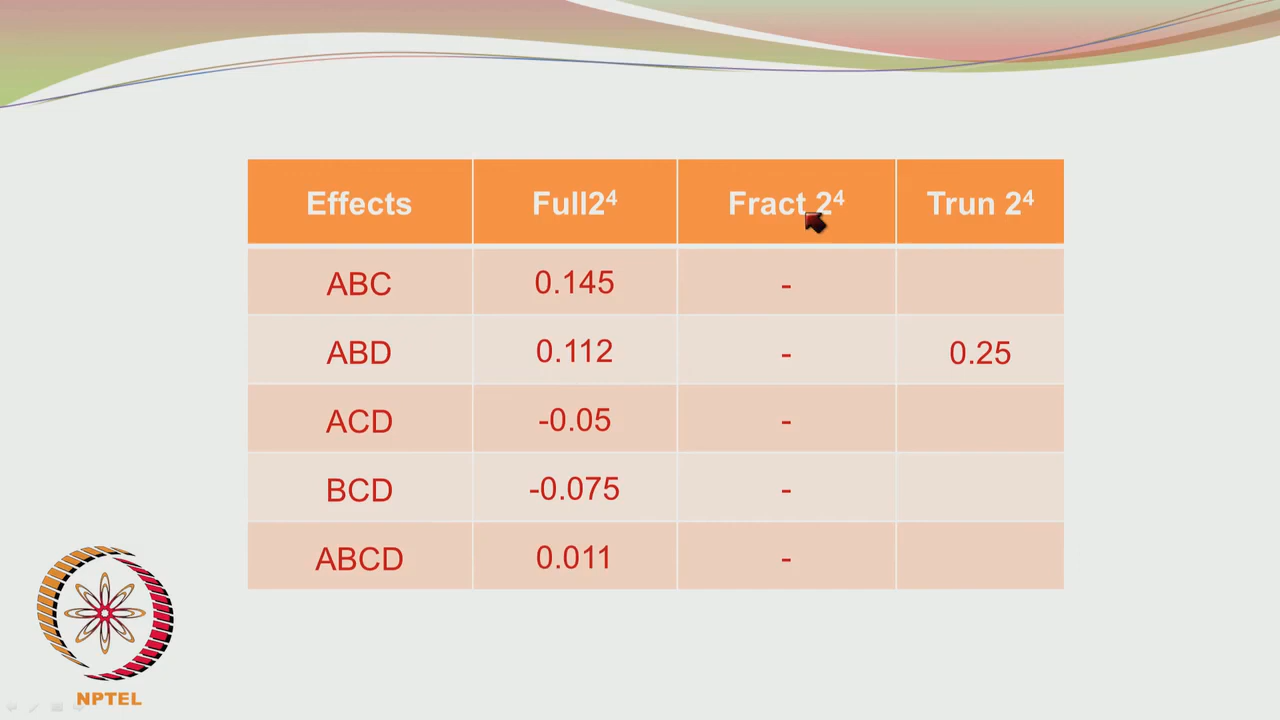 Effects Full2⁴ Fract 2⁴ Trun 2⁴
ABC 0.145 -
ABD 0.112 - 0.25
ACD -0.05 -
BCD -0.075 -
ABCD 0.011 -
NPTEL